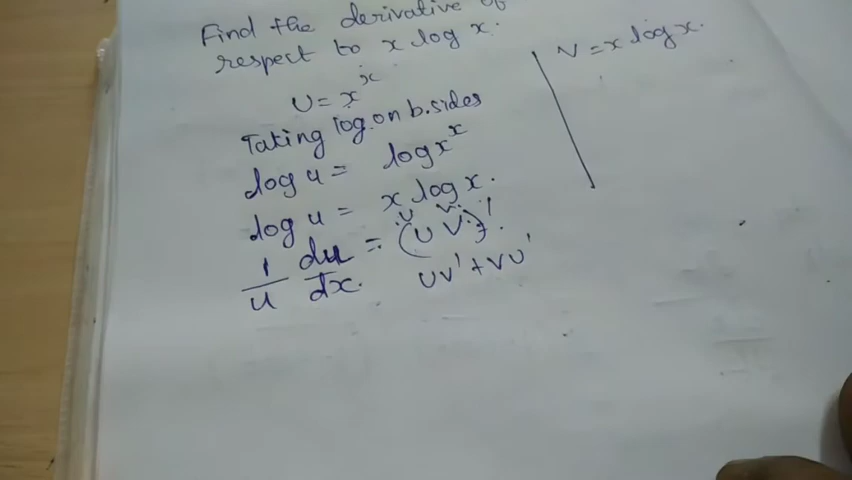 Find the derivative of
respect to x log x.
U = x^x
Taking log on b.sides
log u = log x^x
log u = x log x.
U V
1/u du/dx = (U V)'.
UV' + VU'
V = x log x.